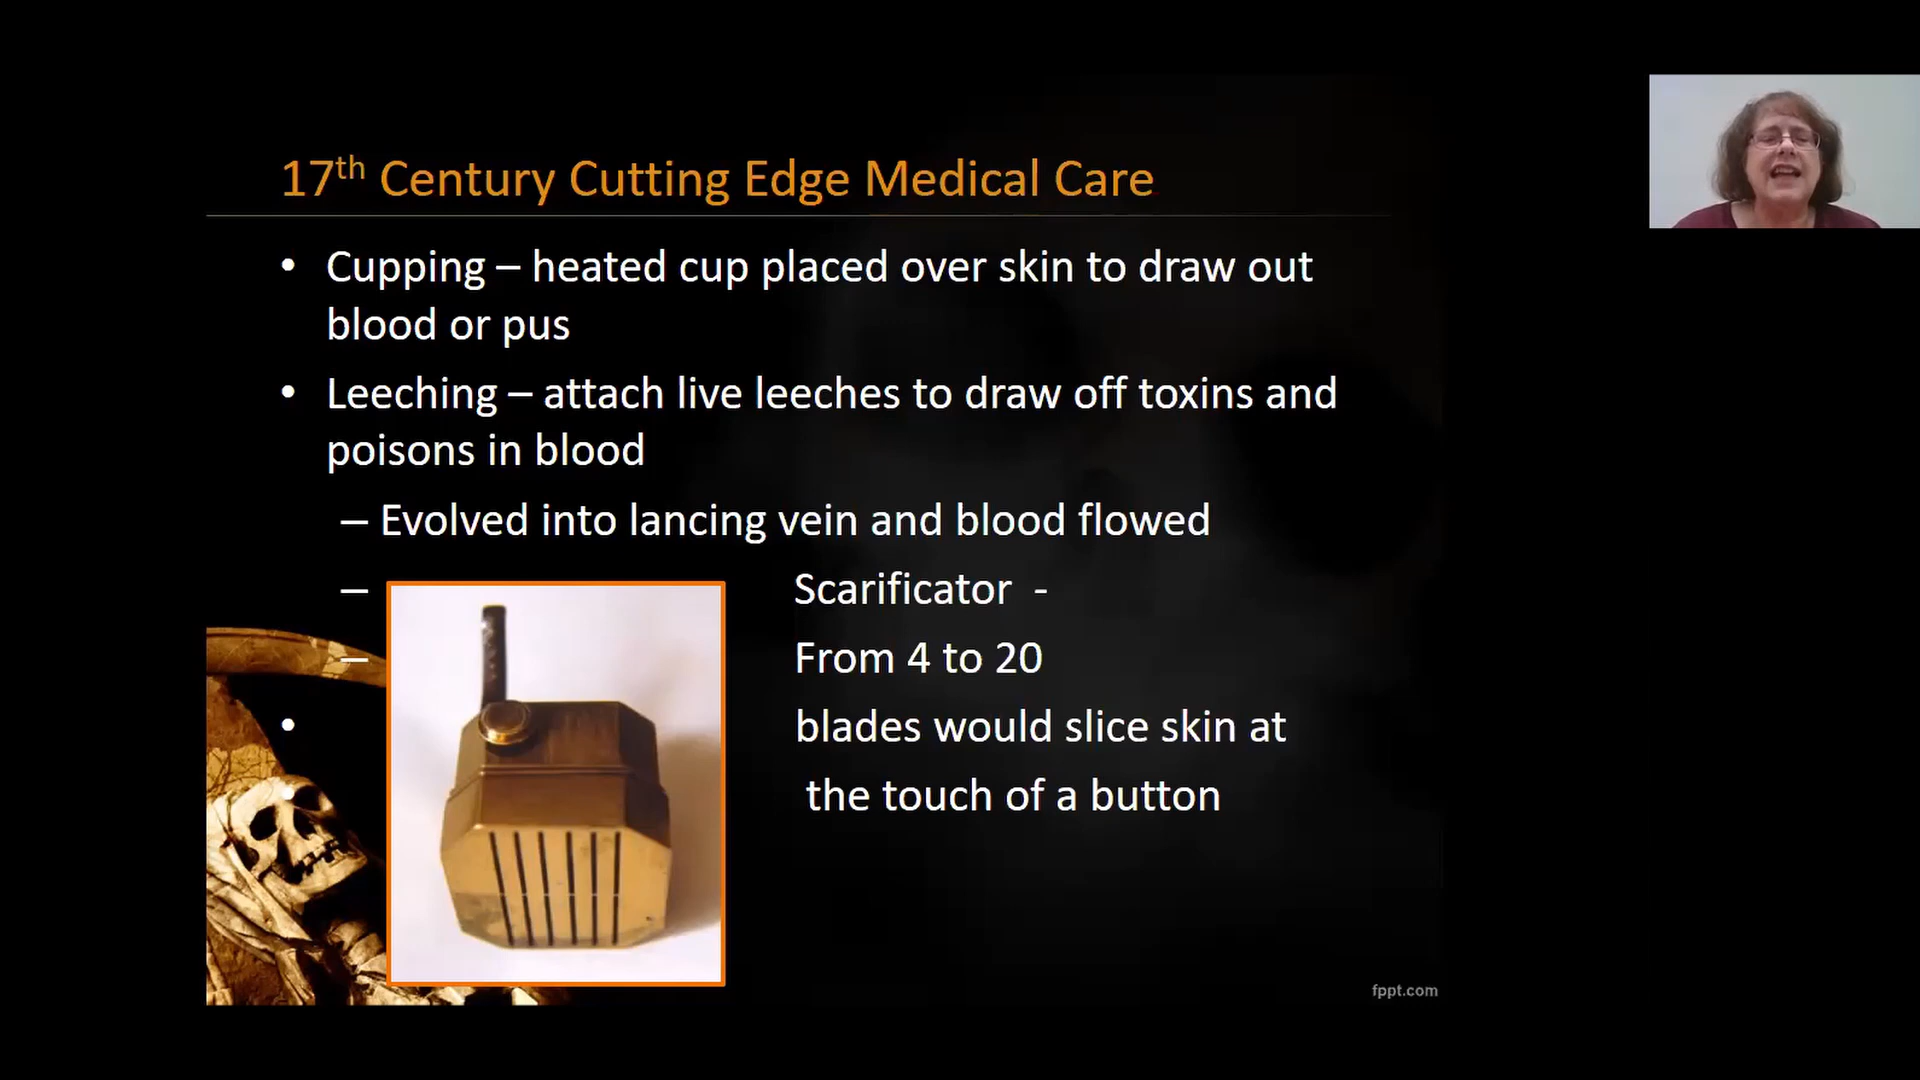 17th Century Cutting Edge Medical Care
• Cupping – heated cup placed over skin to draw out
blood or pus
• Leeching – attach live leeches to draw off toxins and
poisons in blood
– Evolved into lancing vein and blood flowed
– Scarificator -
– From 4 to 20
• blades would slice skin at
• the touch of a button
fppt.com